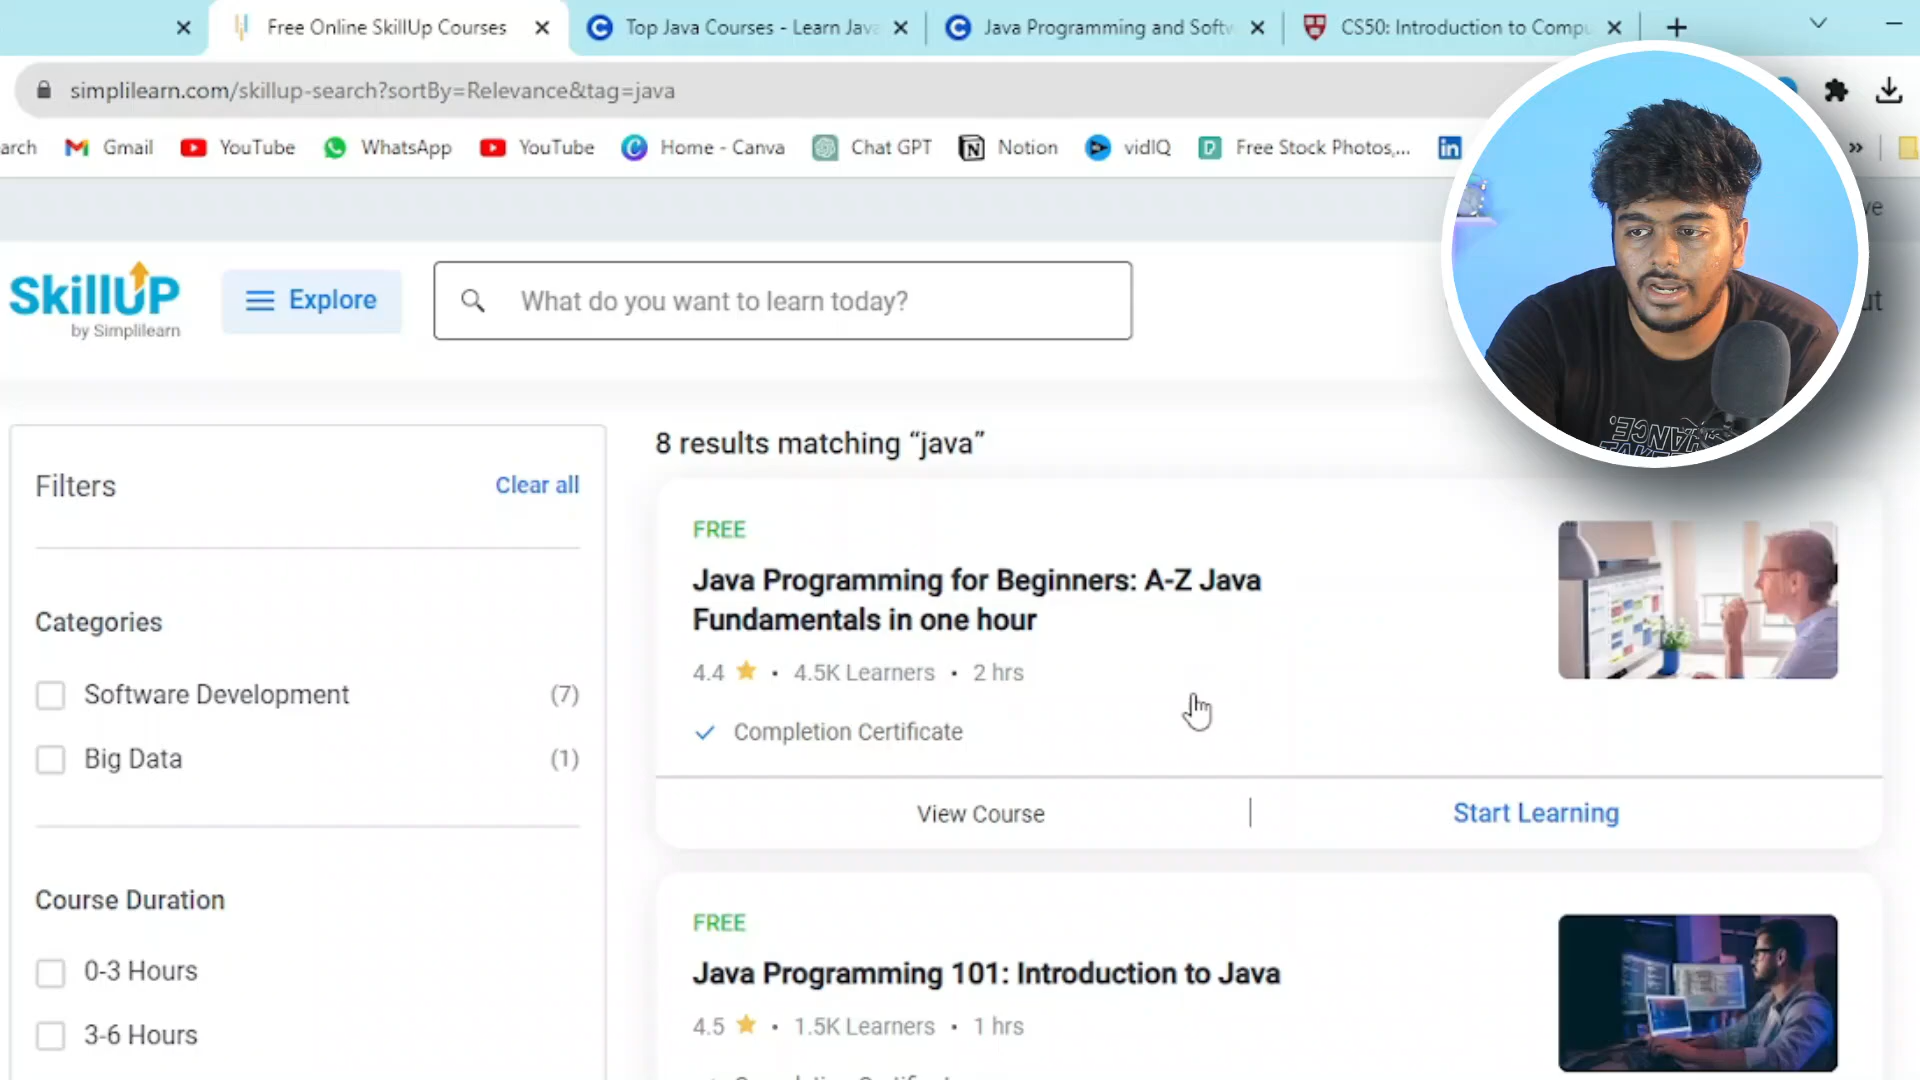 Free Online SkillUp Courses
Top Java Courses - Learn Java
Java Programming and Softw
CS50: Introduction to Compu
simplilearn.com/skillup-search?sortBy=Relevance&tag=java
arch
Gmail
YouTube
WhatsApp
YouTube
Home - Canva
Chat GPT
Notion
vidIQ
Free Stock Photos,...
in
SkillUP
by Simplilearn
Explore
What do you want to learn today?
Filters
Clear all
Categories
Software Development (7)
Big Data (1)
Course Duration
0-3 Hours
3-6 Hours
8 results matching “java”
FREE
Java Programming for Beginners: A-Z Java
Fundamentals in one hour
4.4 ★ • 4.5K Learners • 2 hrs
Completion Certificate
View Course | Start Learning
FREE
Java Programming 101: Introduction to Java
4.5 ★ • 1.5K Learners • 1 hrs